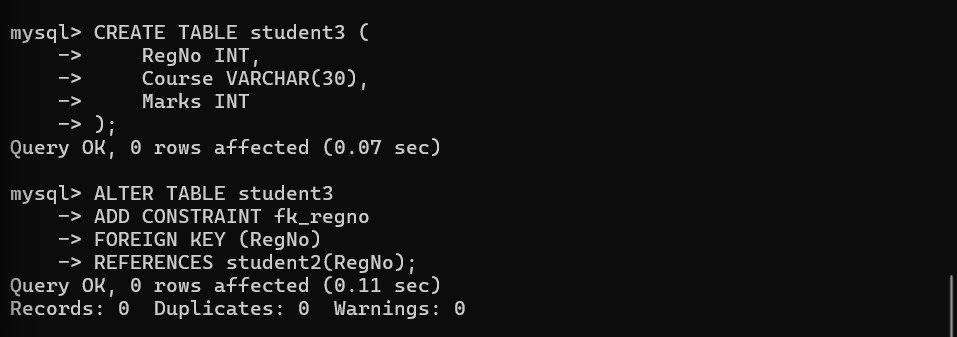 mysql> CREATE TABLE student3 (
    ->     RegNo INT,
    ->     Course VARCHAR(30),
    ->     Marks INT
    -> );
Query OK, 0 rows affected (0.07 sec)

mysql> ALTER TABLE student3
    -> ADD CONSTRAINT fk_regno
    -> FOREIGN KEY (RegNo)
    -> REFERENCES student2(RegNo);
Query OK, 0 rows affected (0.11 sec)
Records: 0  Duplicates: 0  Warnings: 0